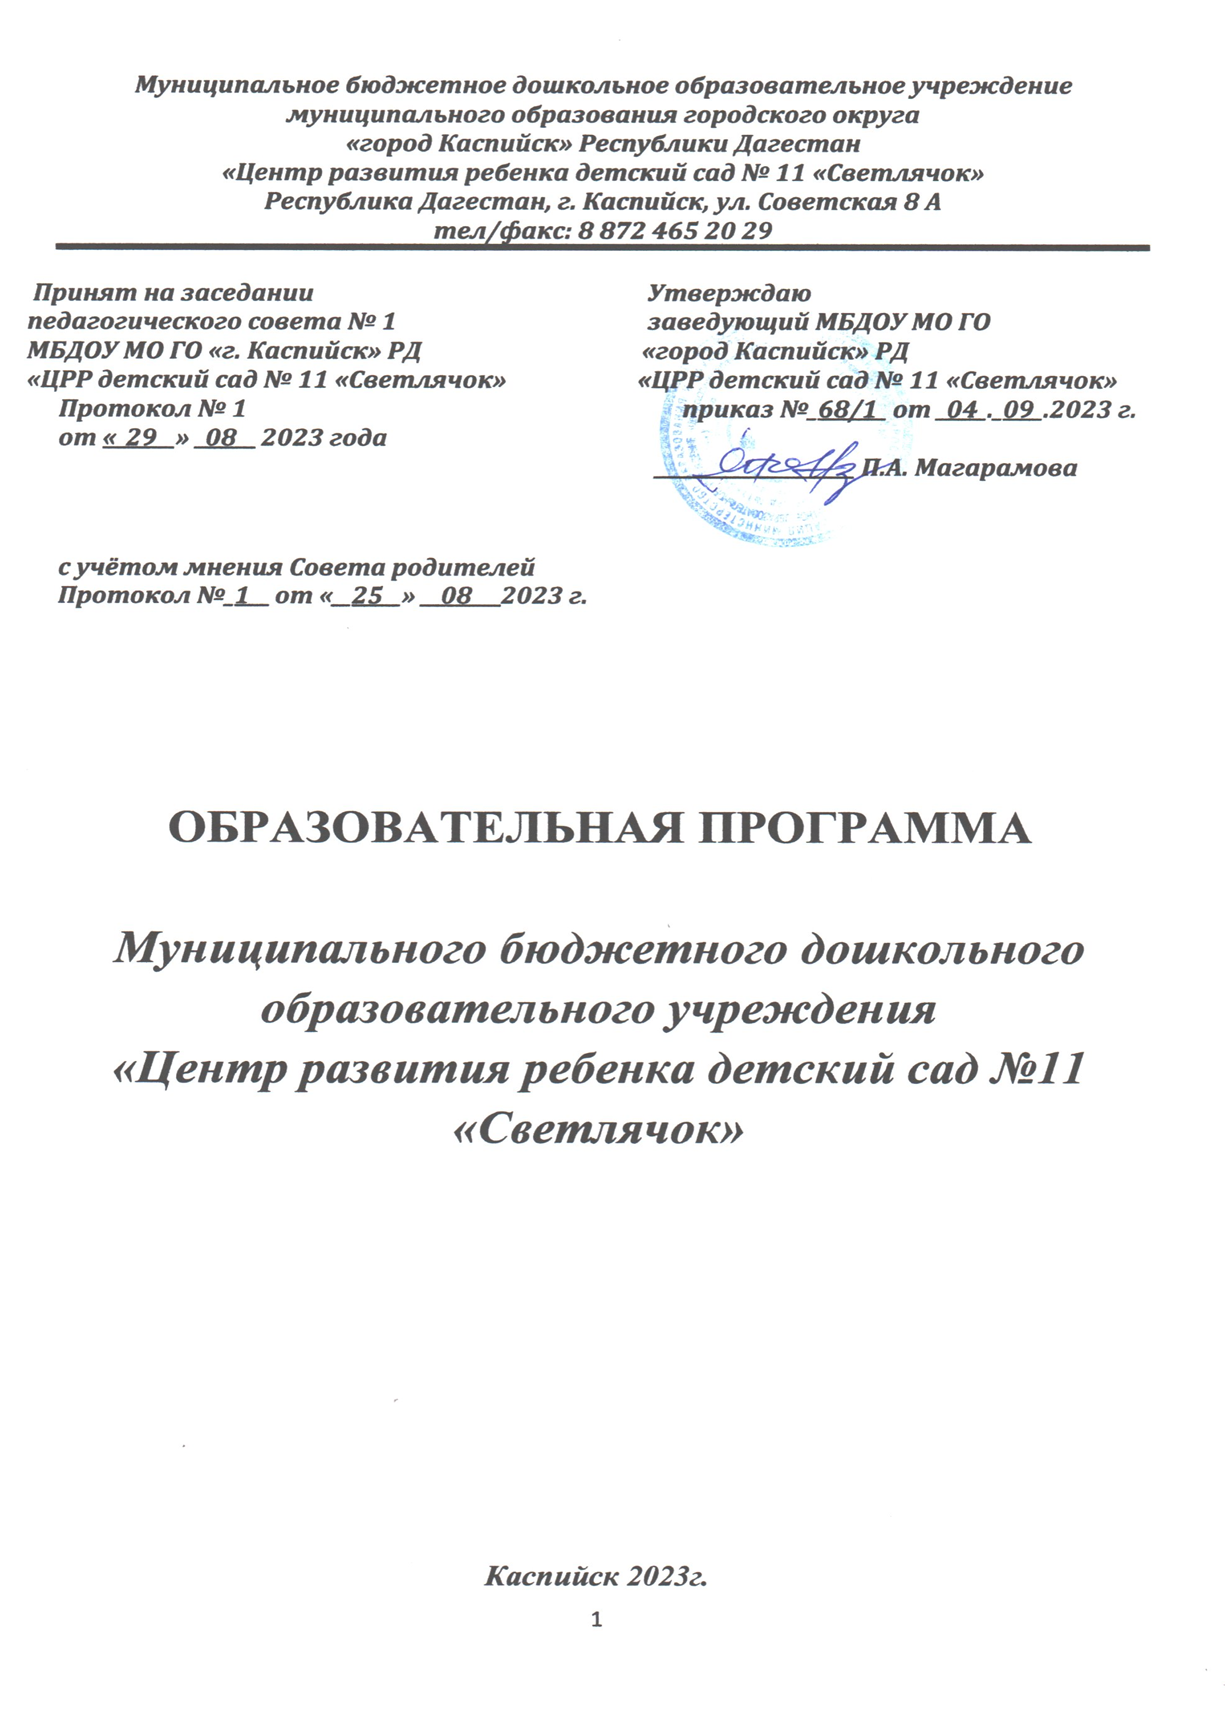 Муниципальное бюджетное дошкольное образовательное учреждение
муниципального образования городского округа
«город Каспийск» Республики Дагестан
«Центр развития ребенка детский сад № 11 «Светлячок»
Республика Дагестан, г. Каспийск, ул. Советская 8 А
тел/факс: 8 872 465 20 29
Принят на заседании
педагогического совета № 1
МБДОУ МО ГО «г. Каспийск» РД
«ЦРР детский сад № 11 «Светлячок»
Протокол № 1
от « 29 » 08 2023 года
Утверждаю
заведующий МБДОУ МО ГО
«город Каспийск» РД
«ЦРР детский сад № 11 «Светлячок»
приказ № 68/1 от 04 . 09 .2023 г.
П.А. Магарамова
с учётом мнения Совета родителей
Протокол № 1 от « 25 » 08 2023 г.
ОБРАЗОВАТЕЛЬНАЯ ПРОГРАММА
Муниципального бюджетного дошкольного
образовательного учреждения
«Центр развития ребенка детский сад №11
«Светлячок»
Каспийск 2023г.
1